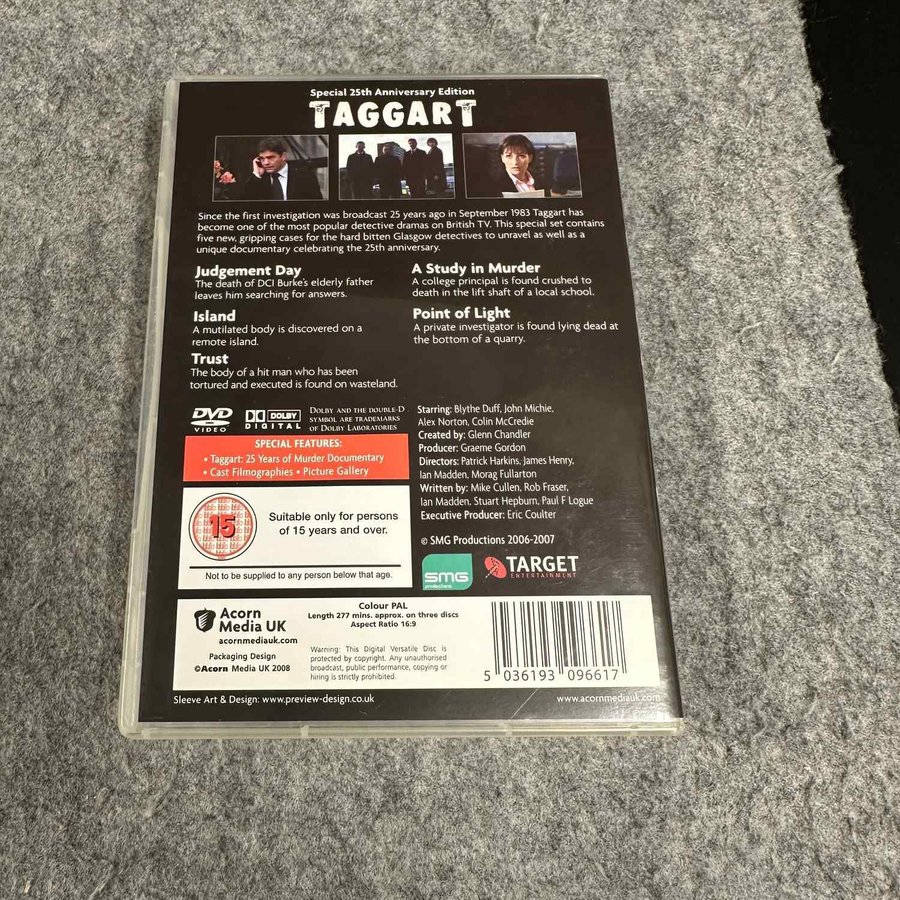 Special 25th Anniversary Edition
TAGGART
Since the first investigation was broadcast 25 years ago in September 1983 Taggart has
become one of the most popular detective dramas on British TV. This special set contains
five new, gripping cases for the hard bitten Glasgow detectives to unravel as well as a
unique documentary celebrating the 25th anniversary.
Judgement Day
The death of DCI Burke's elderly father
leaves him searching for answers.
Island
A mutilated body is discovered on a
remote island.
Trust
The body of a hit man who has been
tortured and executed is found on wasteland.
A Study in Murder
A college principal is found crushed to
death in the lift shaft of a local school.
Point of Light
A private investigator is found lying dead at
the bottom of a quarry.
DVD
VIDEO
DOLBY
DIGITAL
DOLBY AND THE DOUBLE-D
SYMBOL ARE TRADEMARKS
OF DOLBY LABORATORIES
SPECIAL FEATURES:
• Taggart: 25 Years of Murder Documentary
• Cast Filmographies • Picture Gallery
15
Suitable only for persons
of 15 years and over.
Not to be supplied to any person below that age.
Starring: Blythe Duff, John Michie,
Alex Norton, Colin McCredie
Created by: Glenn Chandler
Producer: Graeme Gordon
Directors: Patrick Harkins, James Henry,
Ian Madden, Morag Fullarton
Written by: Mike Cullen, Rob Fraser,
Ian Madden, Stuart Hepburn, Paul F Logue
Executive Producer: Eric Coulter
© SMG Productions 2006-2007
SMG
productions
TARGET
ENTERTAINMENT
Acorn
Media UK
acornmediauk.com
Packaging Design
©Acorn Media UK 2008
Colour PAL
Length 277 mins. approx. on three discs
Aspect Ratio 16:9
Warning: This Digital Versatile Disc is
protected by copyright. Any unauthorised
broadcast, public performance, copying or
hiring is strictly prohibited.
5 036193 096617
Sleeve Art & Design: www.preview-design.co.uk
www.acornmediauk.com